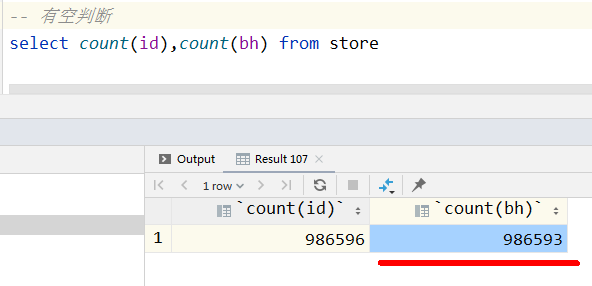 -- 有空判断
select count(id),count(bh) from store
Output Result 107
1 row
`count(id)` `count(bh)`
1 986596 986593